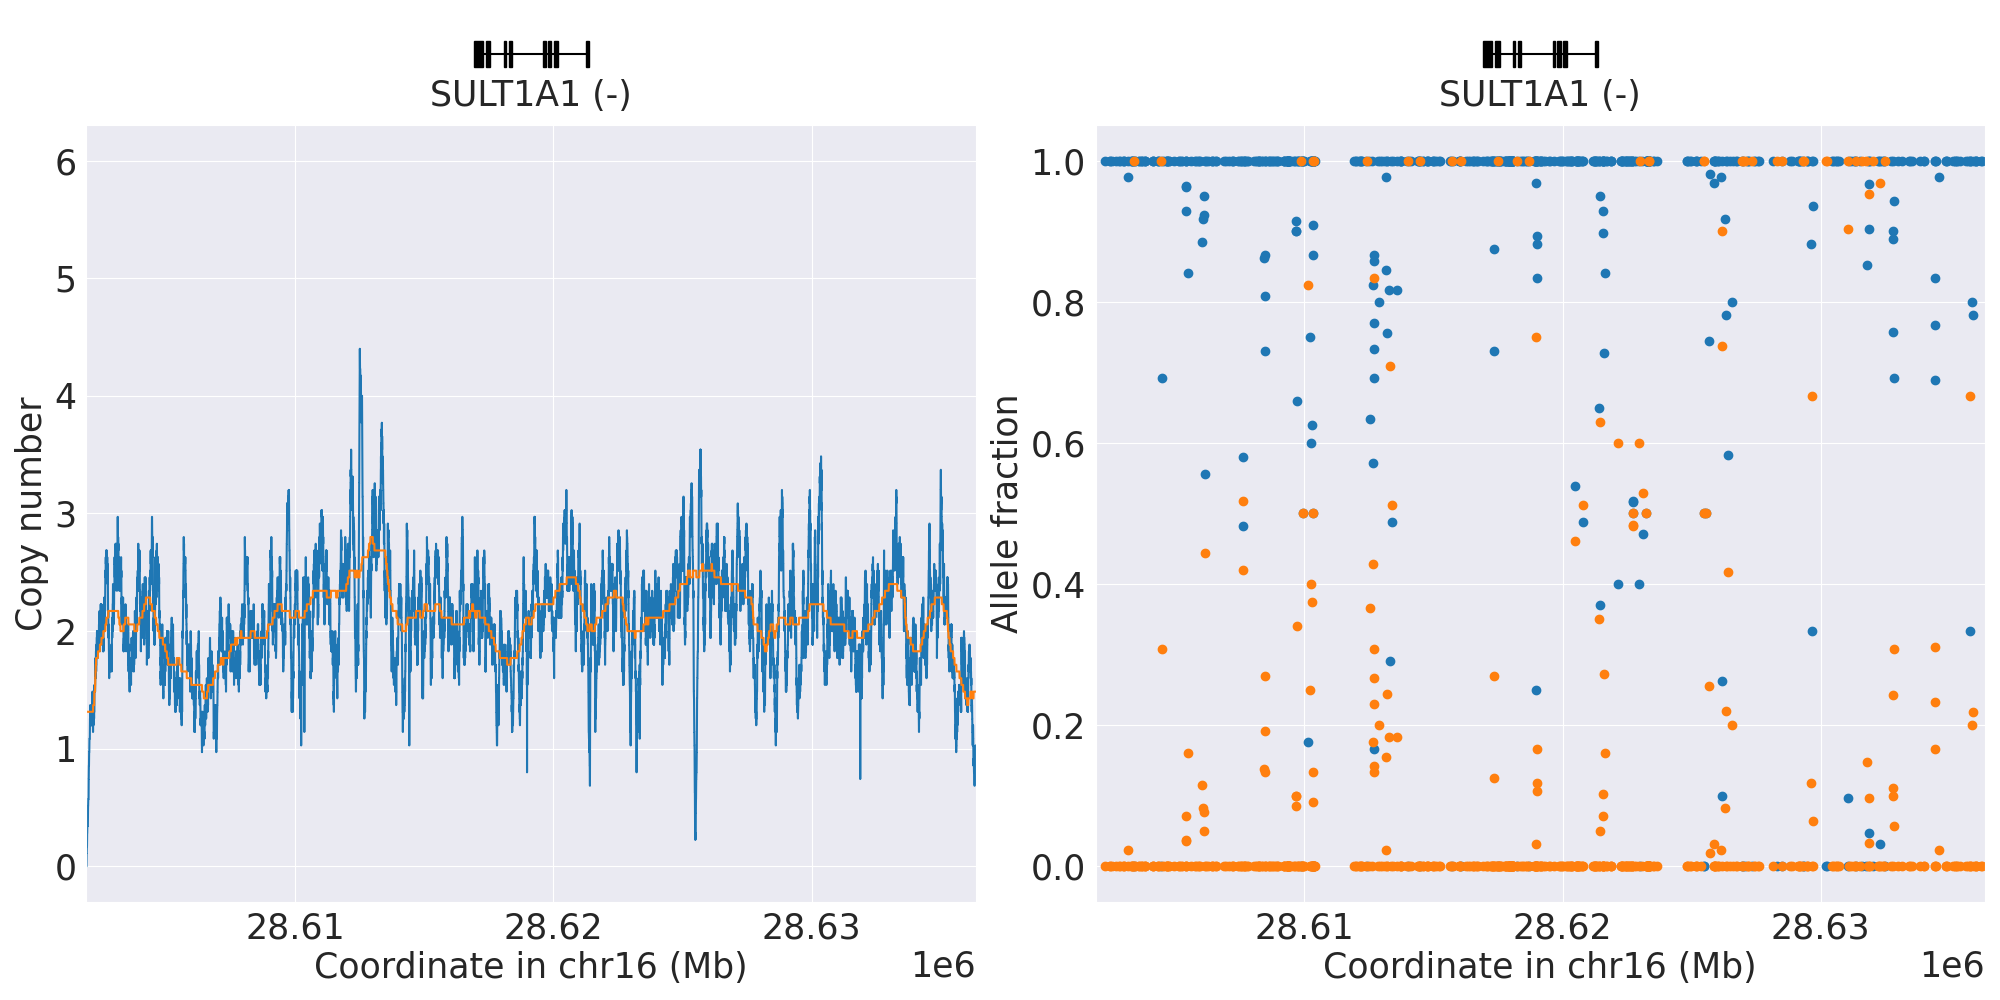 SULT1A1 (-)
Copy number
6
5
4
3
2
1
0
28.61
28.62
28.63
Coordinate in chr16 (Mb)
1e6
SULT1A1 (-)
Allele fraction
1.0
0.8
0.6
0.4
0.2
0.0
28.61
28.62
28.63
Coordinate in chr16 (Mb)
1e6